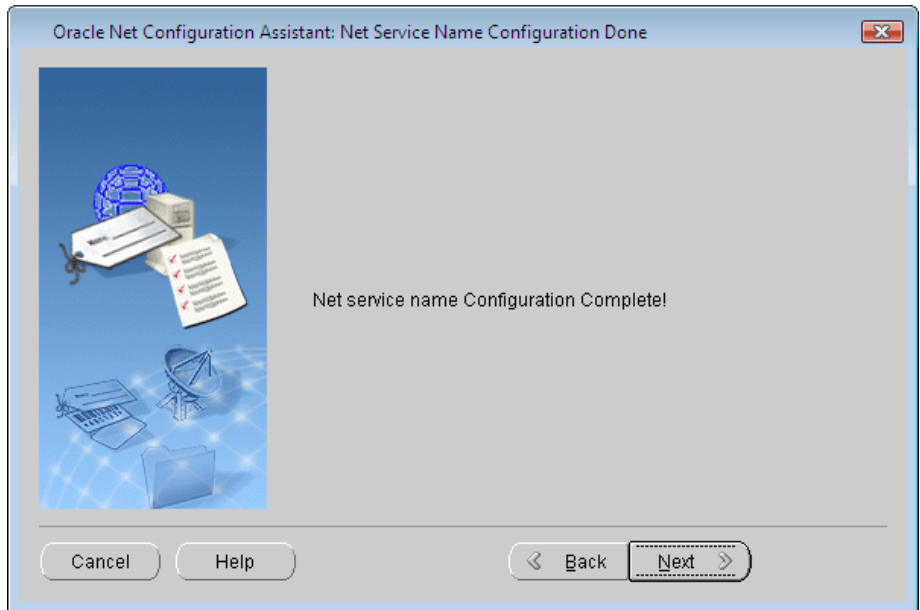 Oracle Net Configuration Assistant: Net Service Name Configuration Done
Net service name Configuration Complete!
Cancel
Help
Back
Next